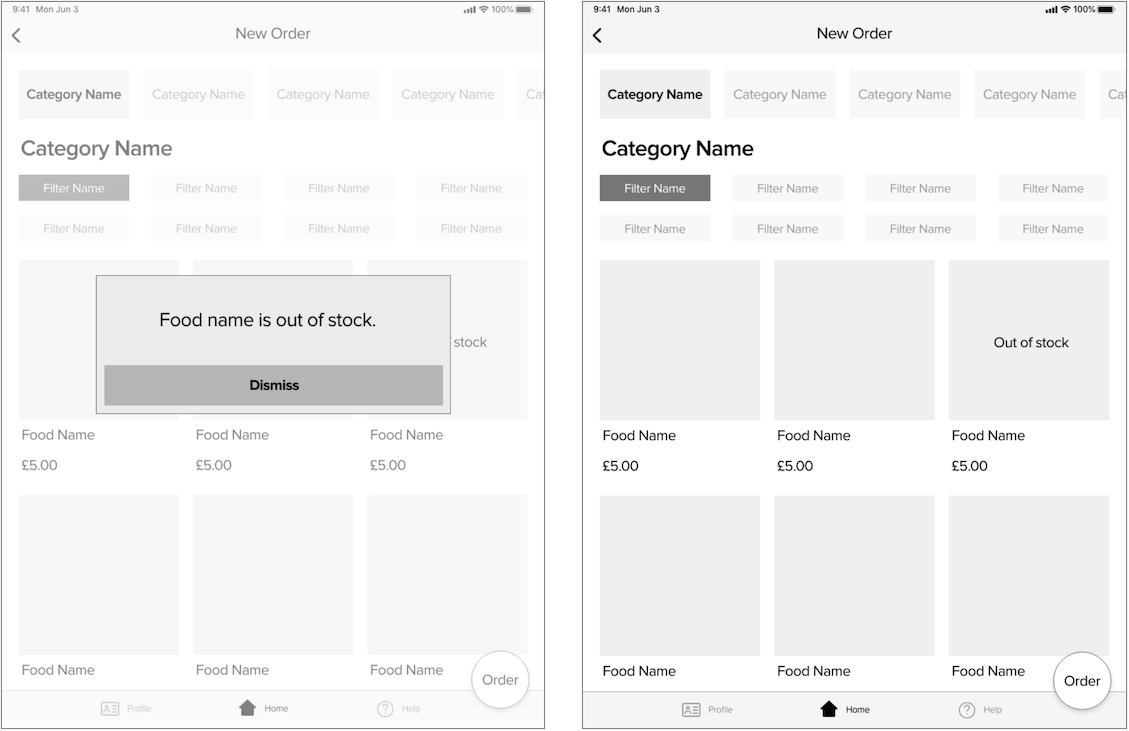 9:41 Mon Jun 3 100%
New Order
Category Name Category Name Category Name Category Name Cat
Category Name
Filter Name Filter Name Filter Name Filter Name
Filter Name Filter Name Filter Name Filter Name
Food name is out of stock.
stock
Dismiss
Food Name Food Name Food Name
£5.00 £5.00 £5.00
Food Name Food Name Food Name
Order
Profile Home Help
9:41 Mon Jun 3 100%
New Order
Category Name Category Name Category Name Category Name Cat
Category Name
Filter Name Filter Name Filter Name Filter Name
Filter Name Filter Name Filter Name Filter Name
Out of stock
Food Name Food Name Food Name
£5.00 £5.00 £5.00
Food Name Food Name Food Name
Order
Profile Home Help